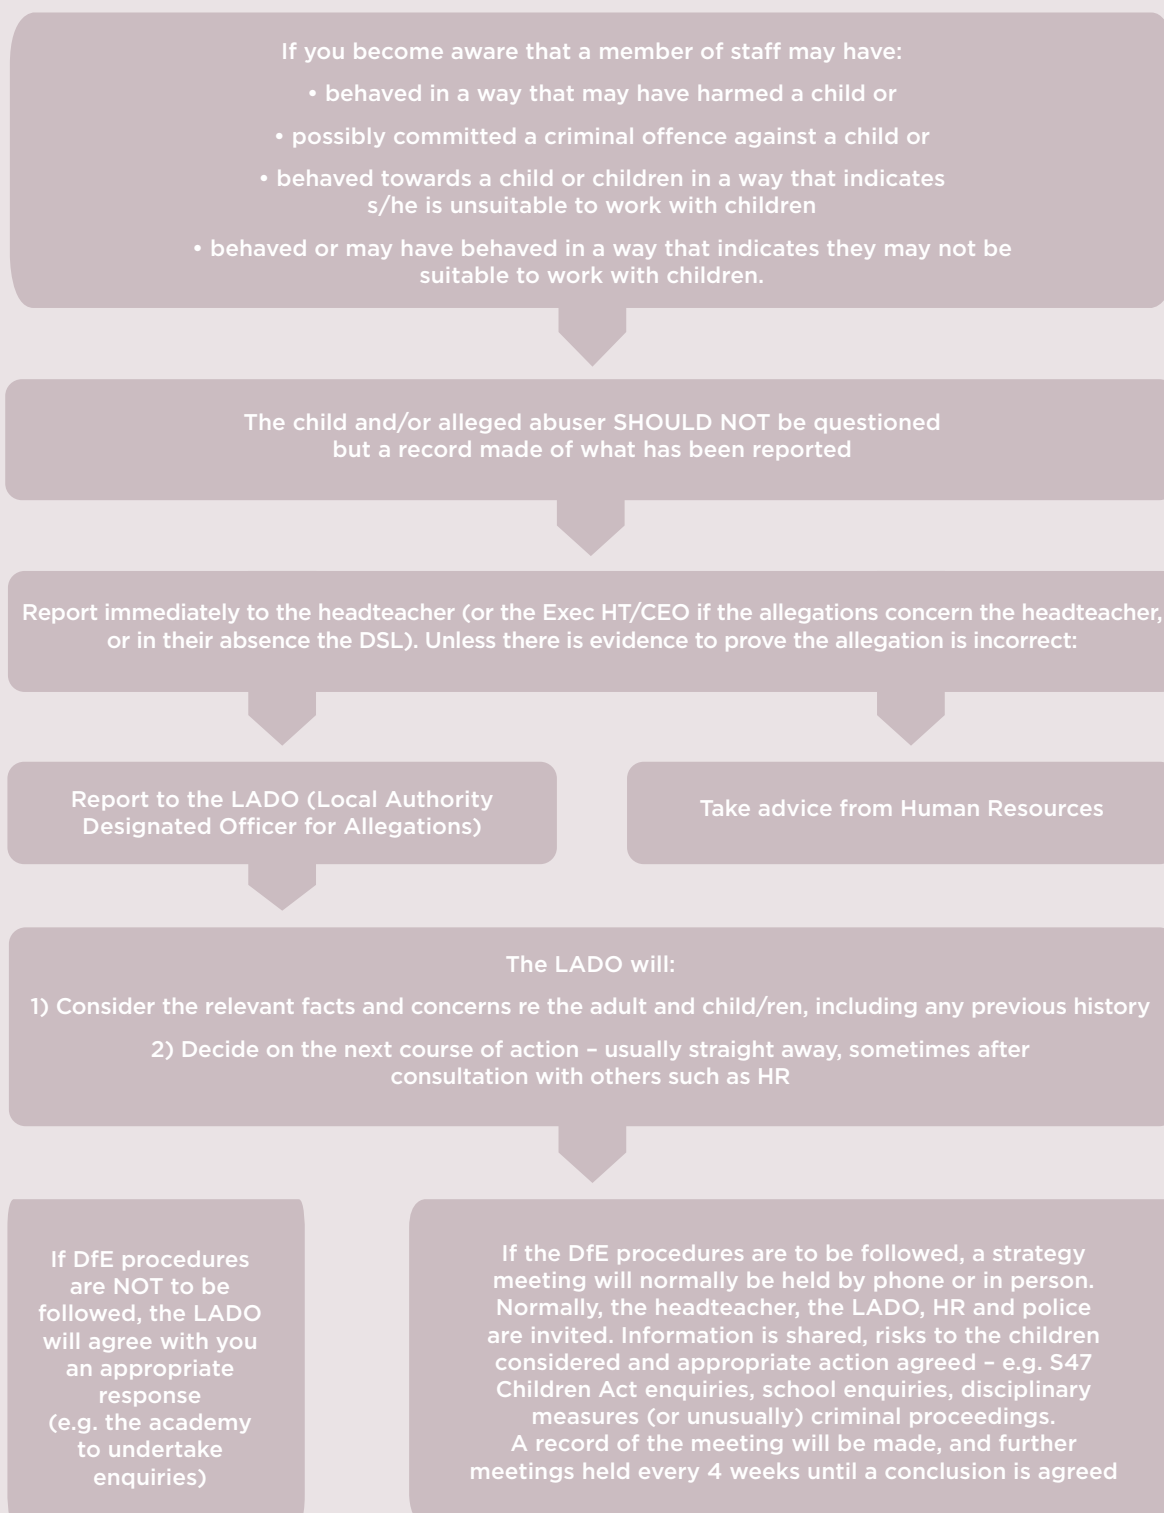 If you become aware that a member of staff may have:
• behaved in a way that may have harmed a child or
• possibly committed a criminal offence against a child or
• behaved towards a child or children in a way that indicates
s/he is unsuitable to work with children
• behaved or may have behaved in a way that indicates they may not be
suitable to work with children.
The child and/or alleged abuser SHOULD NOT be questioned
but a record made of what has been reported
Report immediately to the headteacher (or the Exec HT/CEO if the allegations concern the headteacher,
or in their absence the DSL). Unless there is evidence to prove the allegation is incorrect:
Report to the LADO (Local Authority
Designated Officer for Allegations)
Take advice from Human Resources
The LADO will:
1) Consider the relevant facts and concerns re the adult and child/ren, including any previous history
2) Decide on the next course of action – usually straight away, sometimes after
consultation with others such as HR
If DfE procedures
are NOT to be
followed, the LADO
will agree with you
an appropriate
response
(e.g. the academy
to undertake
enquiries)
If the DfE procedures are to be followed, a strategy
meeting will normally be held by phone or in person.
Normally, the headteacher, the LADO, HR and police
are invited. Information is shared, risks to the children
considered and appropriate action agreed – e.g. S47
Children Act enquiries, school enquiries, disciplinary
measures (or unusually) criminal proceedings.
A record of the meeting will be made, and further
meetings held every 4 weeks until a conclusion is agreed